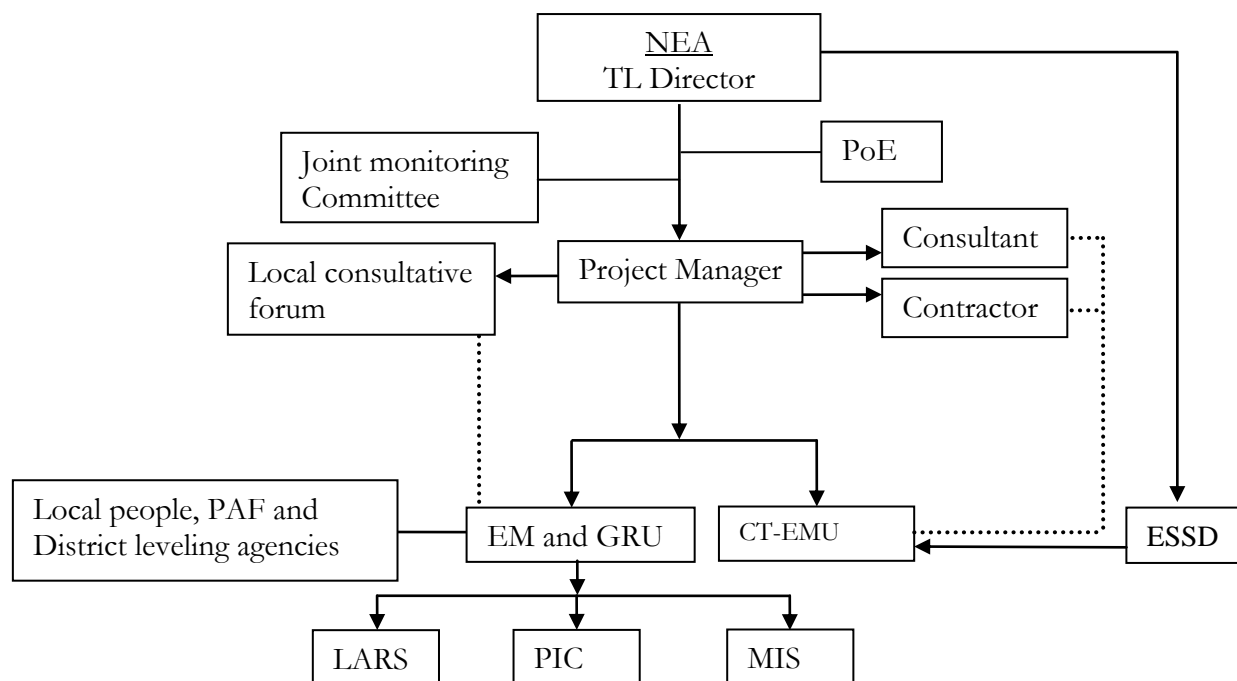 NEA
TL Director
Joint monitoring
Committee
PoE
Consultant
Project Manager
Local consultative
forum
Contractor
Local people, PAF and
District leveling agencies
EM and GRU
CT-EMU
ESSD
LARS
PIC
MIS